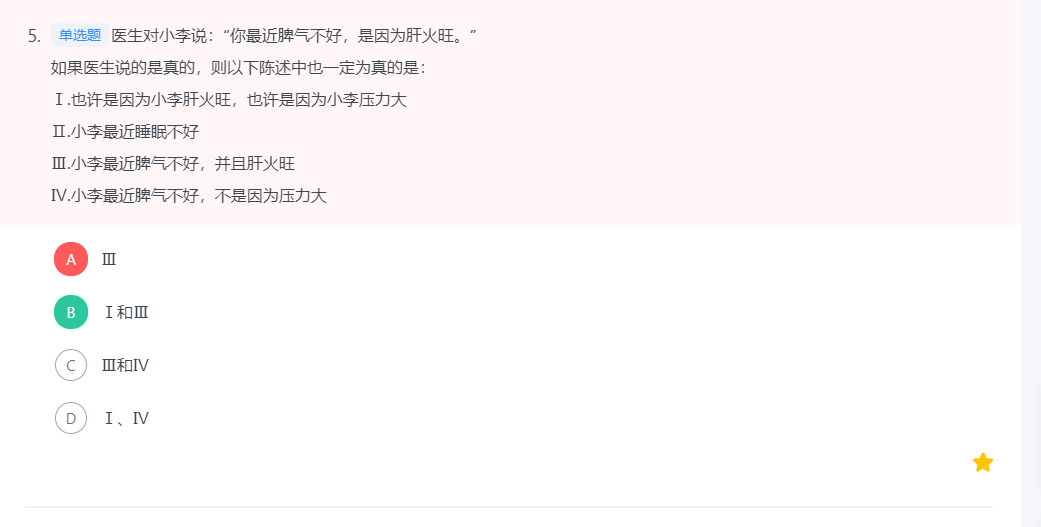 5. 单选题 医生对小李说：“你最近脾气不好，是因为肝火旺。”
如果医生说的是真的，则以下陈述中也一定为真的是：
Ⅰ.也许是因为小李肝火旺，也许是因为小李压力大
Ⅱ.小李最近睡眠不好
Ⅲ.小李最近脾气不好，并且肝火旺
Ⅳ.小李最近脾气不好，不是因为压力大
A Ⅲ
B Ⅰ和Ⅲ
C Ⅲ和Ⅳ
D Ⅰ、Ⅳ